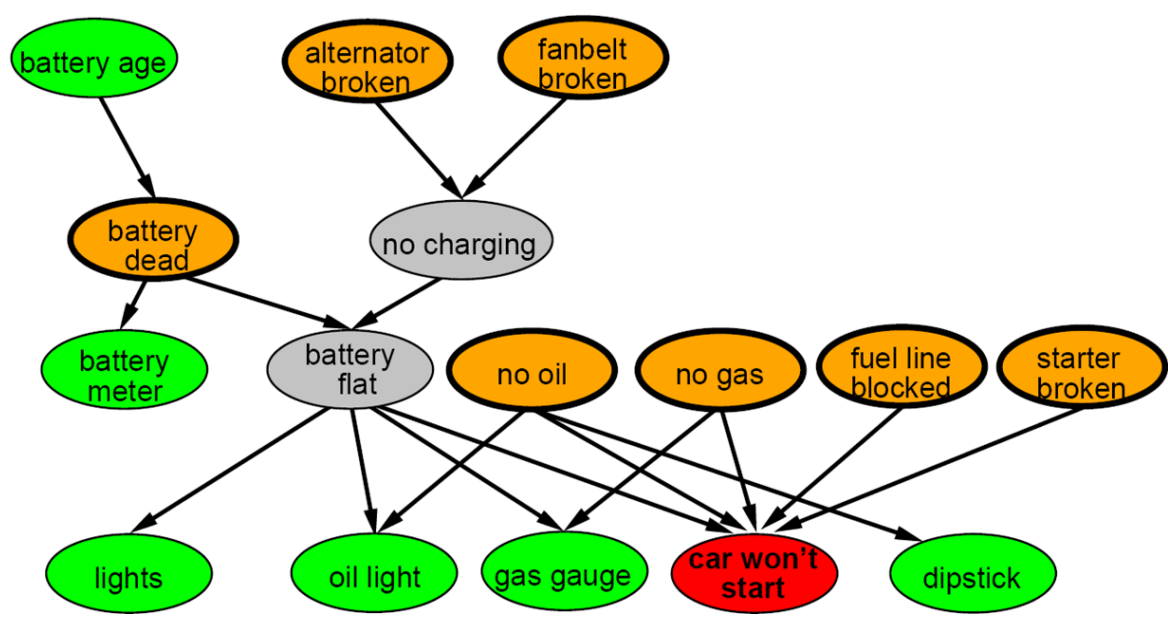 battery age
alternator
broken
fanbelt
broken
battery
dead
no charging
battery
meter
battery
flat
no oil
no gas
fuel line
blocked
starter
broken
lights
oil light
gas gauge
car won't
start
dipstick